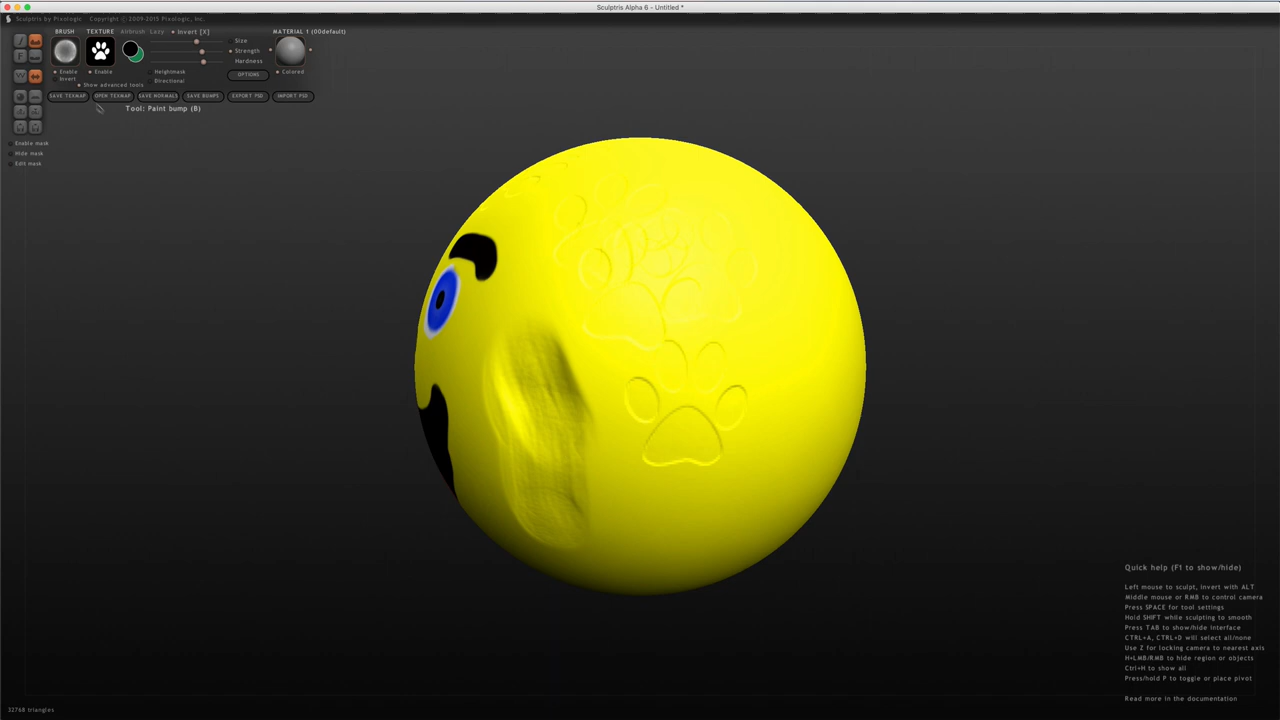 Sculptris Alpha 6 - Untitled *
Sculptris by Pixologic Copyright (C)2009-2015 Pixologic, Inc.
BRUSH TEXTURE Airbrush Lazy Invert [X] MATERIAL 1 (00default)
Size
Strength
Hardness
Enable Enable Heightmask OPTIONS Colored
Invert Directional
Show advanced tools
SAVE TEXMAP OPEN TEXMAP SAVE NORMALS SAVE BUMPS EXPORT PSD IMPORT PSD
Tool: Paint bump (B)
Enable mask
Hide mask
Edit mask
Quick help (F1 to show/hide)
Left mouse to sculpt, invert with ALT
Middle mouse or RMB to control camera
Press SPACE for tool settings
Hold SHIFT while sculpting to smooth
Press TAB to show/hide interface
CTRL+A, CTRL+D will select all/none
Use Z for locking camera to nearest axis
H+LMB/RMB to hide region or objects
Ctrl+H to show all
Press/hold P to toggle or place pivot
Read more in the documentation
32768 triangles